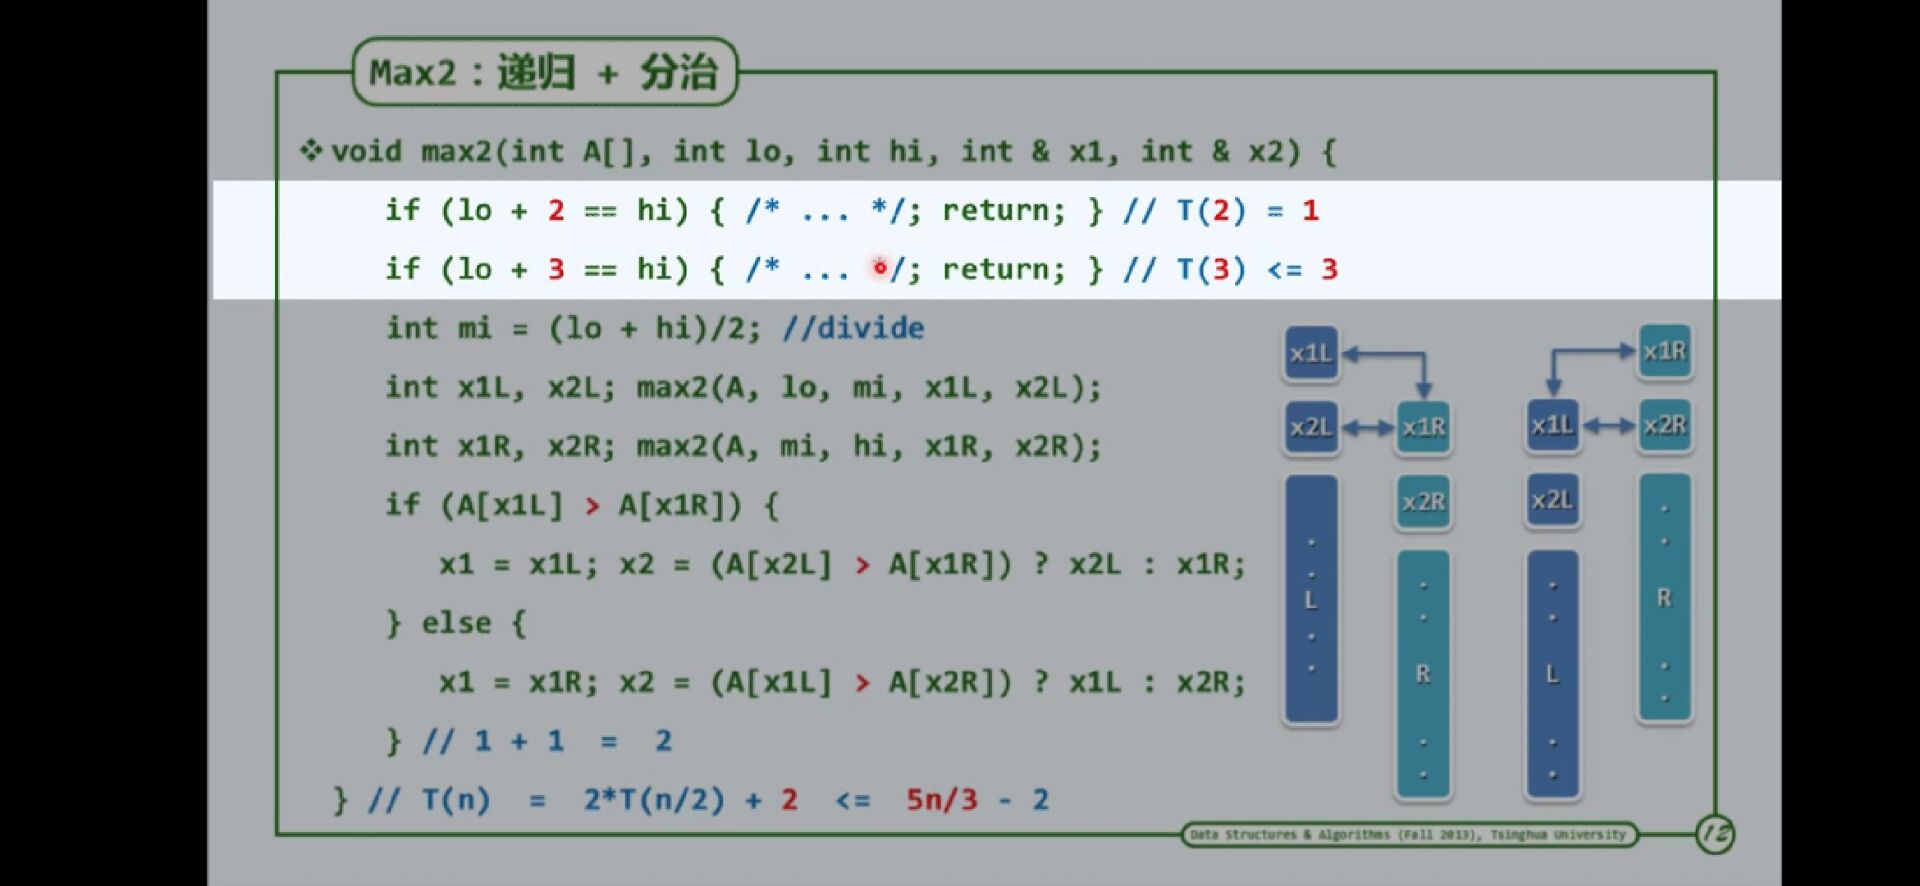 Max2：递归 + 分治
❖void max2(int A[], int lo, int hi, int & x1, int & x2) {
if (lo + 2 == hi) { /* ... */; return; } // T(2) = 1
if (lo + 3 == hi) { /* ... */; return; } // T(3) <= 3
int mi = (lo + hi)/2; //divide
int x1L, x2L; max2(A, lo, mi, x1L, x2L);
int x1R, x2R; max2(A, mi, hi, x1R, x2R);
if (A[x1L] > A[x1R]) {
x1 = x1L; x2 = (A[x2L] > A[x1R]) ? x2L : x1R;
} else {
x1 = x1R; x2 = (A[x1L] > A[x2R]) ? x1L : x2R;
} // 1 + 1 = 2
} // T(n) = 2*T(n/2) + 2 <= 5n/3 - 2
x1L
x1R
x2L
x1R
x1L
x2R
x2R
x2L
L
R
L
R
Data Structures & Algorithms (Fall 2013), Tsinghua University
12